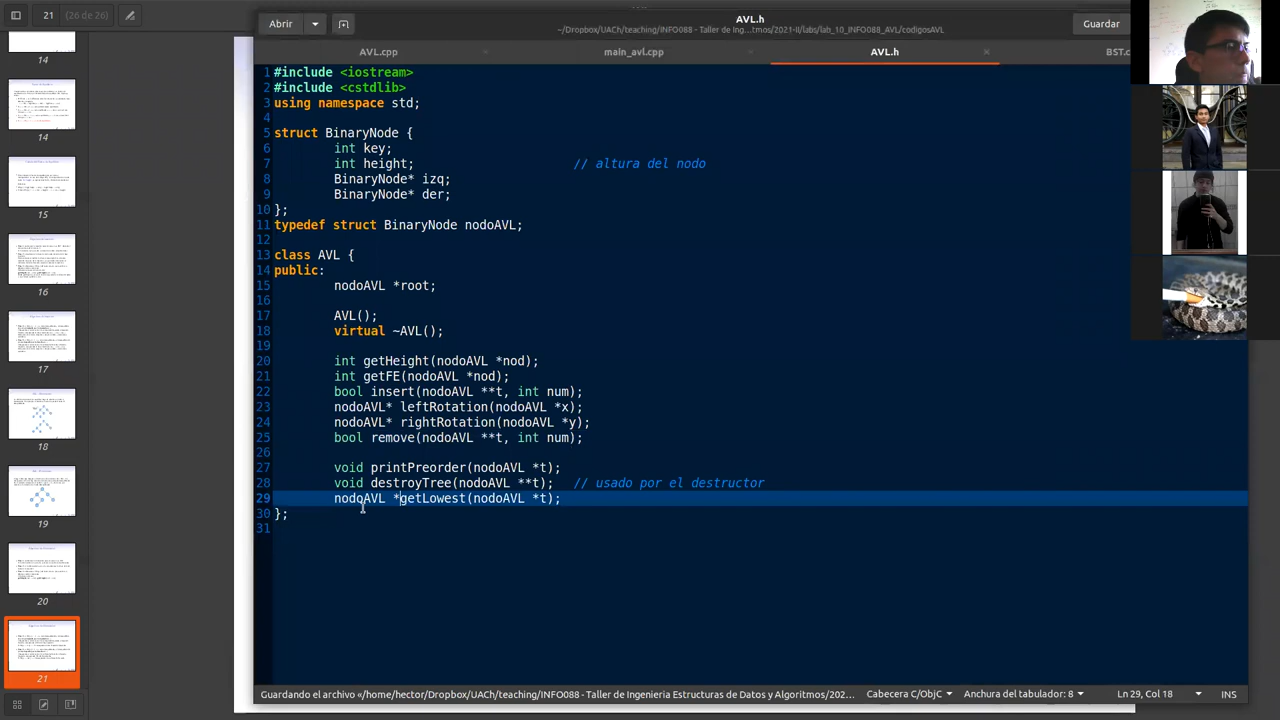 21
(26 de 26)
14
14
15
16
17
18
19
20
21
Abrir
AVL.h
~/Dropbox/UACh/teaching/INFO088 - Taller de Ingenieria Estructuras de Datos y Algoritmos/2021-II/labs/lab_10_INFO088_AVL/codigosAVL
Guardar
AVL.cpp
main_avl.cpp
AVL.h
BST.c
1 #include <iostream>
2 #include <cstdlib>
3 using namespace std;
4
5 struct BinaryNode {
6 int key;
7 int height; // altura del nodo
8 BinaryNode* izq;
9 BinaryNode* der;
10 };
11 typedef struct BinaryNode nodoAVL;
12
13 class AVL {
14 public:
15 nodoAVL *root;
16
17 AVL();
18 virtual ~AVL();
19
20 int getHeight(nodoAVL *nod);
21 int getFE(nodoAVL *nod);
22 bool insert(nodoAVL **t, int num);
23 nodoAVL* leftRotation(nodoAVL *x);
24 nodoAVL* rightRotation(nodoAVL *y);
25 bool remove(nodoAVL **t, int num);
26
27 void printPreorder(nodoAVL *t);
28 void destroyTree(nodoAVL **t); // usado por el destructor
29 nodoAVL *getLowest(nodoAVL *t);
30 };
31
Guardando el archivo «/home/hector/Dropbox/UACh/teaching/INFO088 - Taller de Ingenieria Estructuras de Datos y Algoritmos/202…
Cabecera C/ObjC
Anchura del tabulador: 8
Ln 29, Col 18
INS